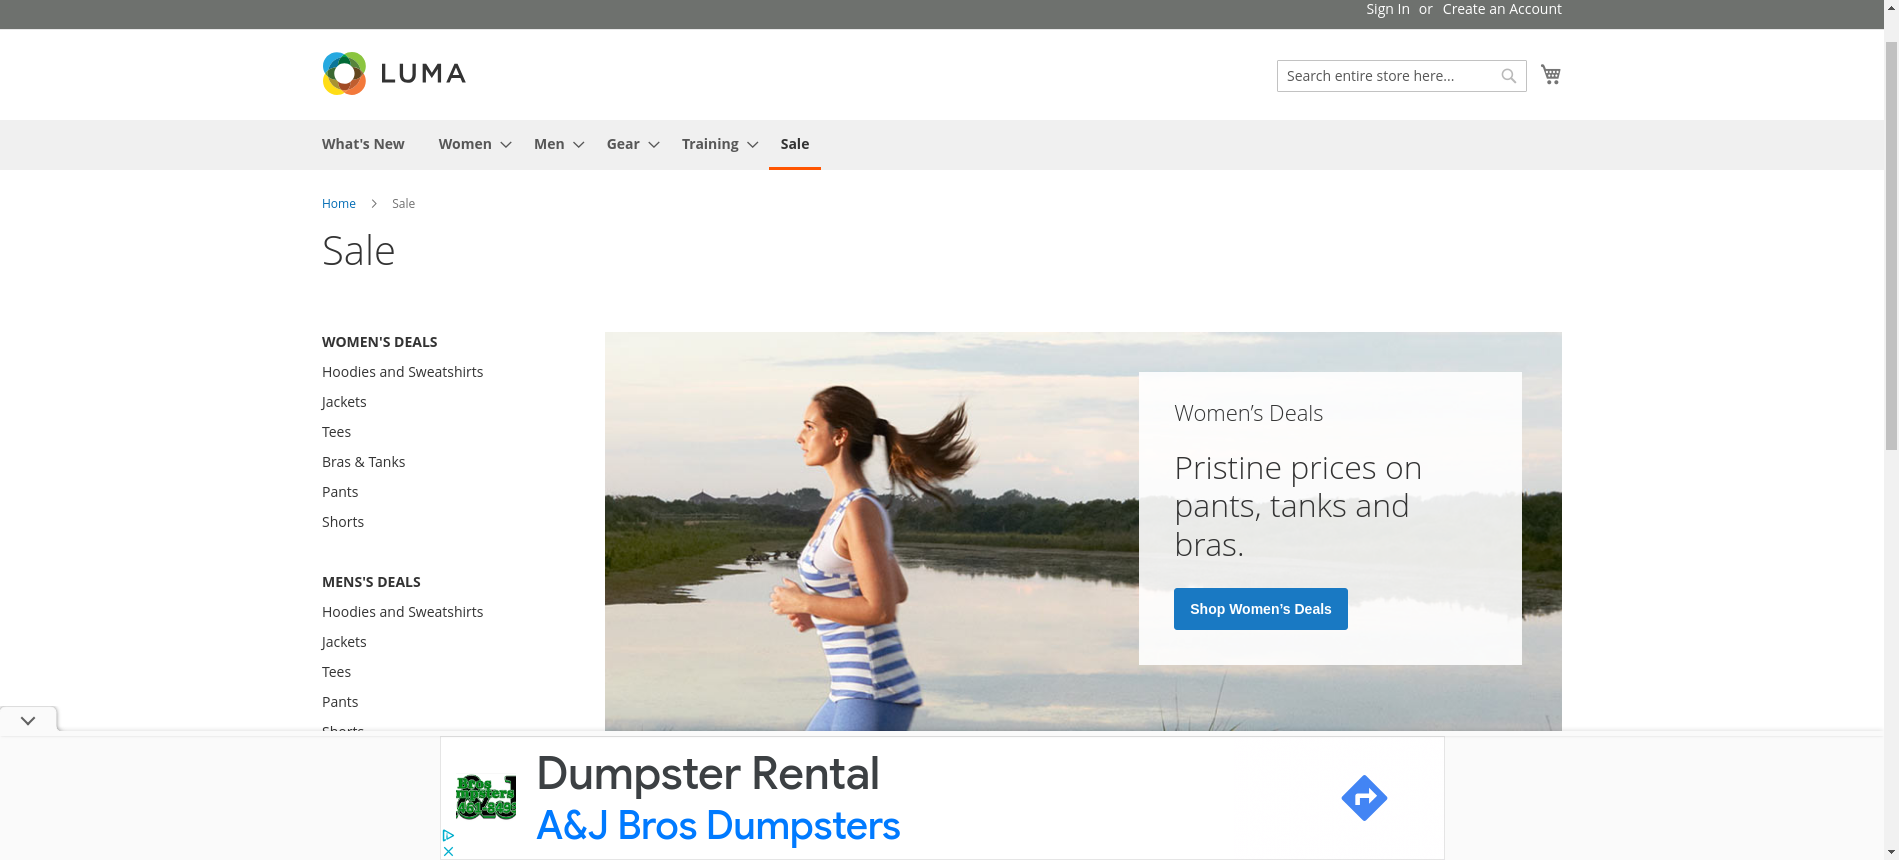 Sign In or Create an Account
LUMA
Search entire store here...
What's New Women Men Gear Training Sale
Home Sale
Sale
WOMEN'S DEALS
Hoodies and Sweatshirts
Jackets
Tees
Bras & Tanks
Pants
Shorts
MENS'S DEALS
Hoodies and Sweatshirts
Jackets
Tees
Pants
Shorts
Women’s Deals
Pristine prices on
pants, tanks and
bras.
Shop Women’s Deals
Dumpster Rental
A&J Bros Dumpsters